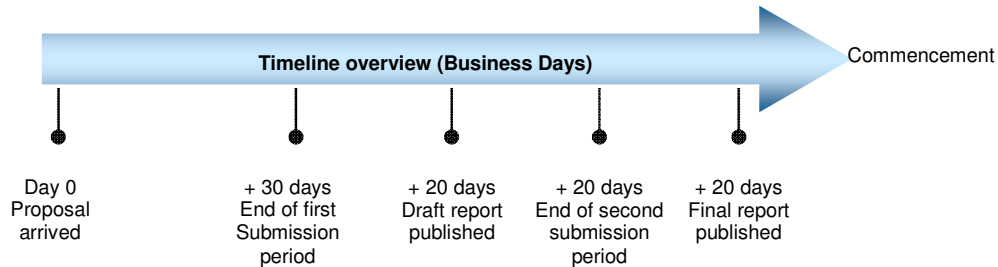 Timeline overview (Business Days)
Commencement
Day 0
Proposal
arrived
+ 30 days
End of first
Submission
period
+ 20 days
Draft report
published
+ 20 days
End of second
submission
period
+ 20 days
Final report
published